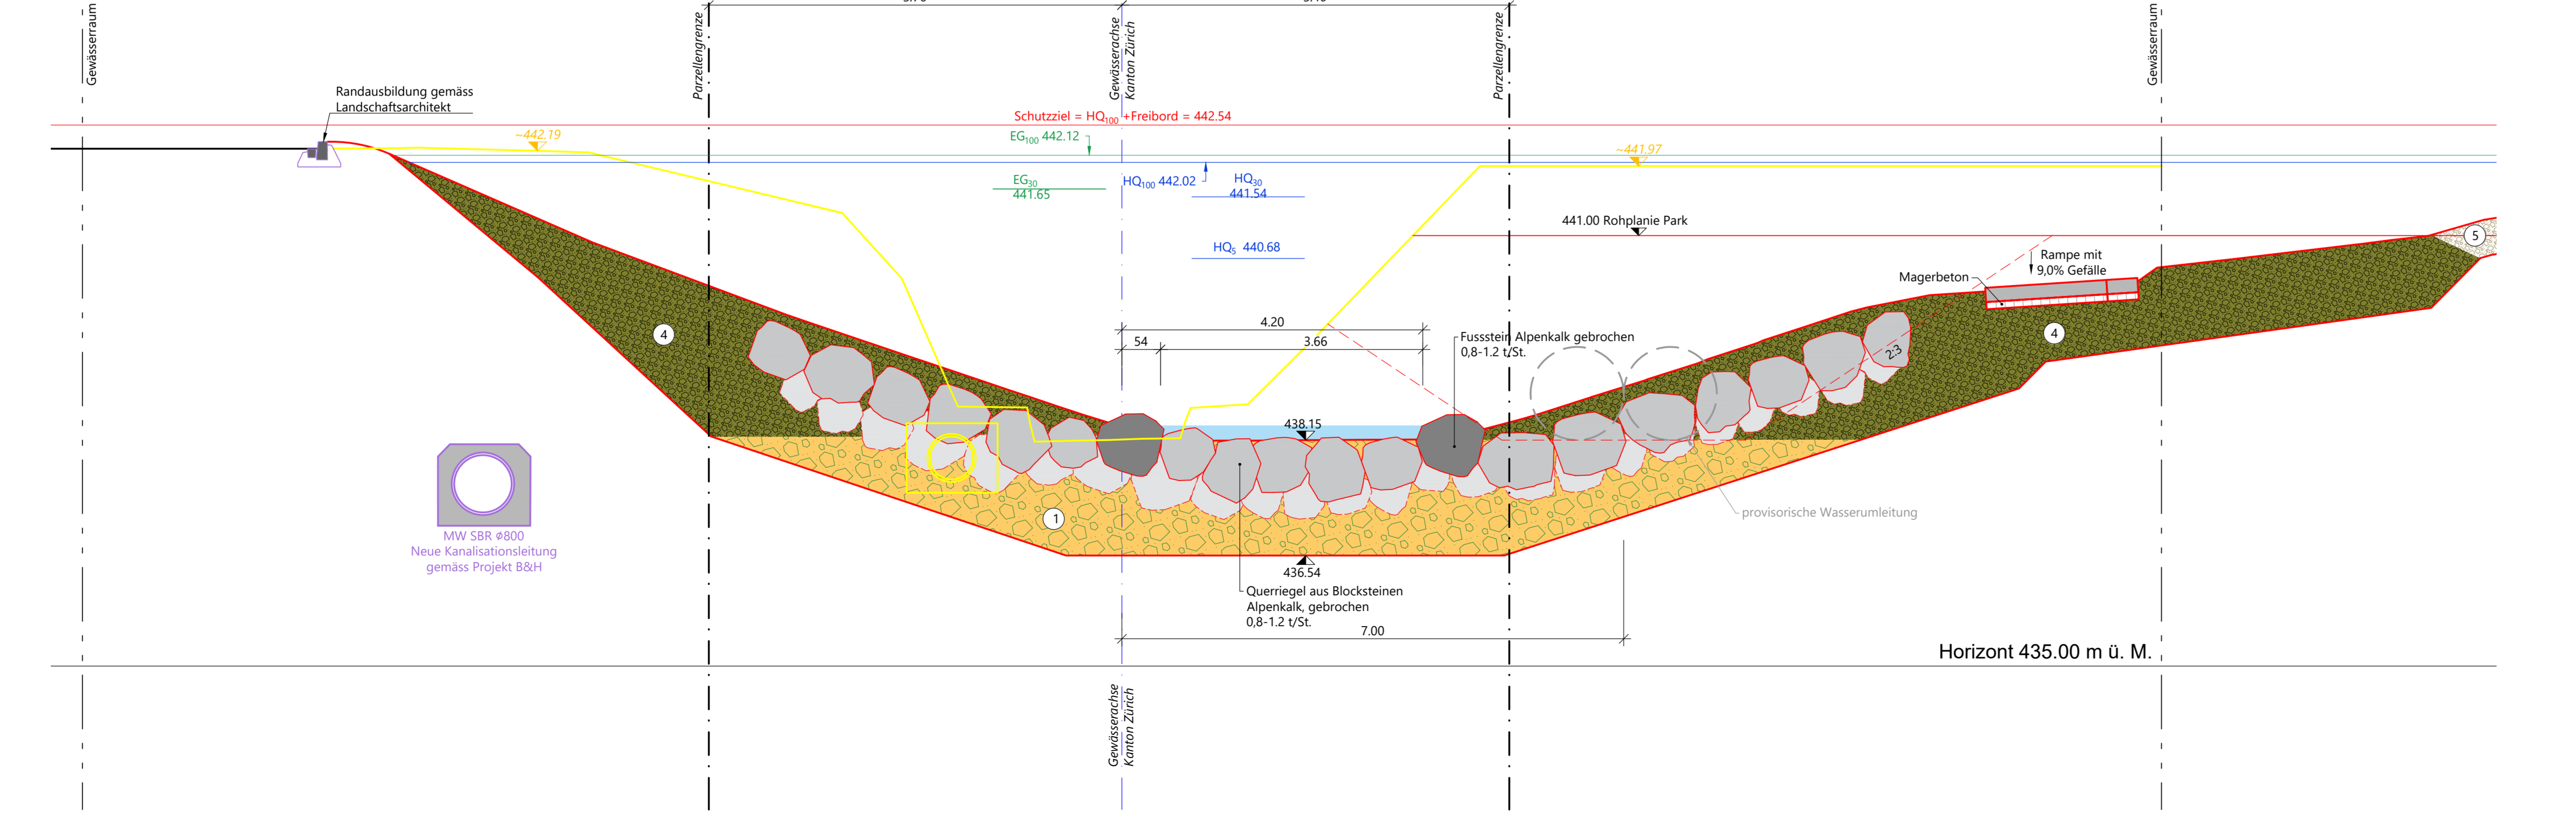 Gewässerraum
Parzellengrenze
Gewässerachse
Kanton Zürich
Parzellengrenze
Gewässerraum
Randausbildung gemäss
Landschaftsarchitekt
Schutzziel = HQ100 +Freibord = 442.54
~442.19
EG100 442.12
~441.97
EG30
441.65
HQ100 442.02
HQ30
441.54
441.00 Rohplanie Park
5
HQ5 440.68
Rampe mit
9,0% Gefälle
Magerbeton
4
4.20
54
3.66
Fussstein Alpenkalk gebrochen
0,8-1.2 t/St.
2:3
4
438.15
1
provisorische Wasserumleitung
MW SBR ø800
Neue Kanalisationsleitung
gemäss Projekt B&H
436.54
Querriegel aus Blocksteinen
Alpenkalk, gebrochen
0,8-1.2 t/St.
7.00
Horizont 435.00 m ü. M.
Gewässerachse
Kanton Zürich